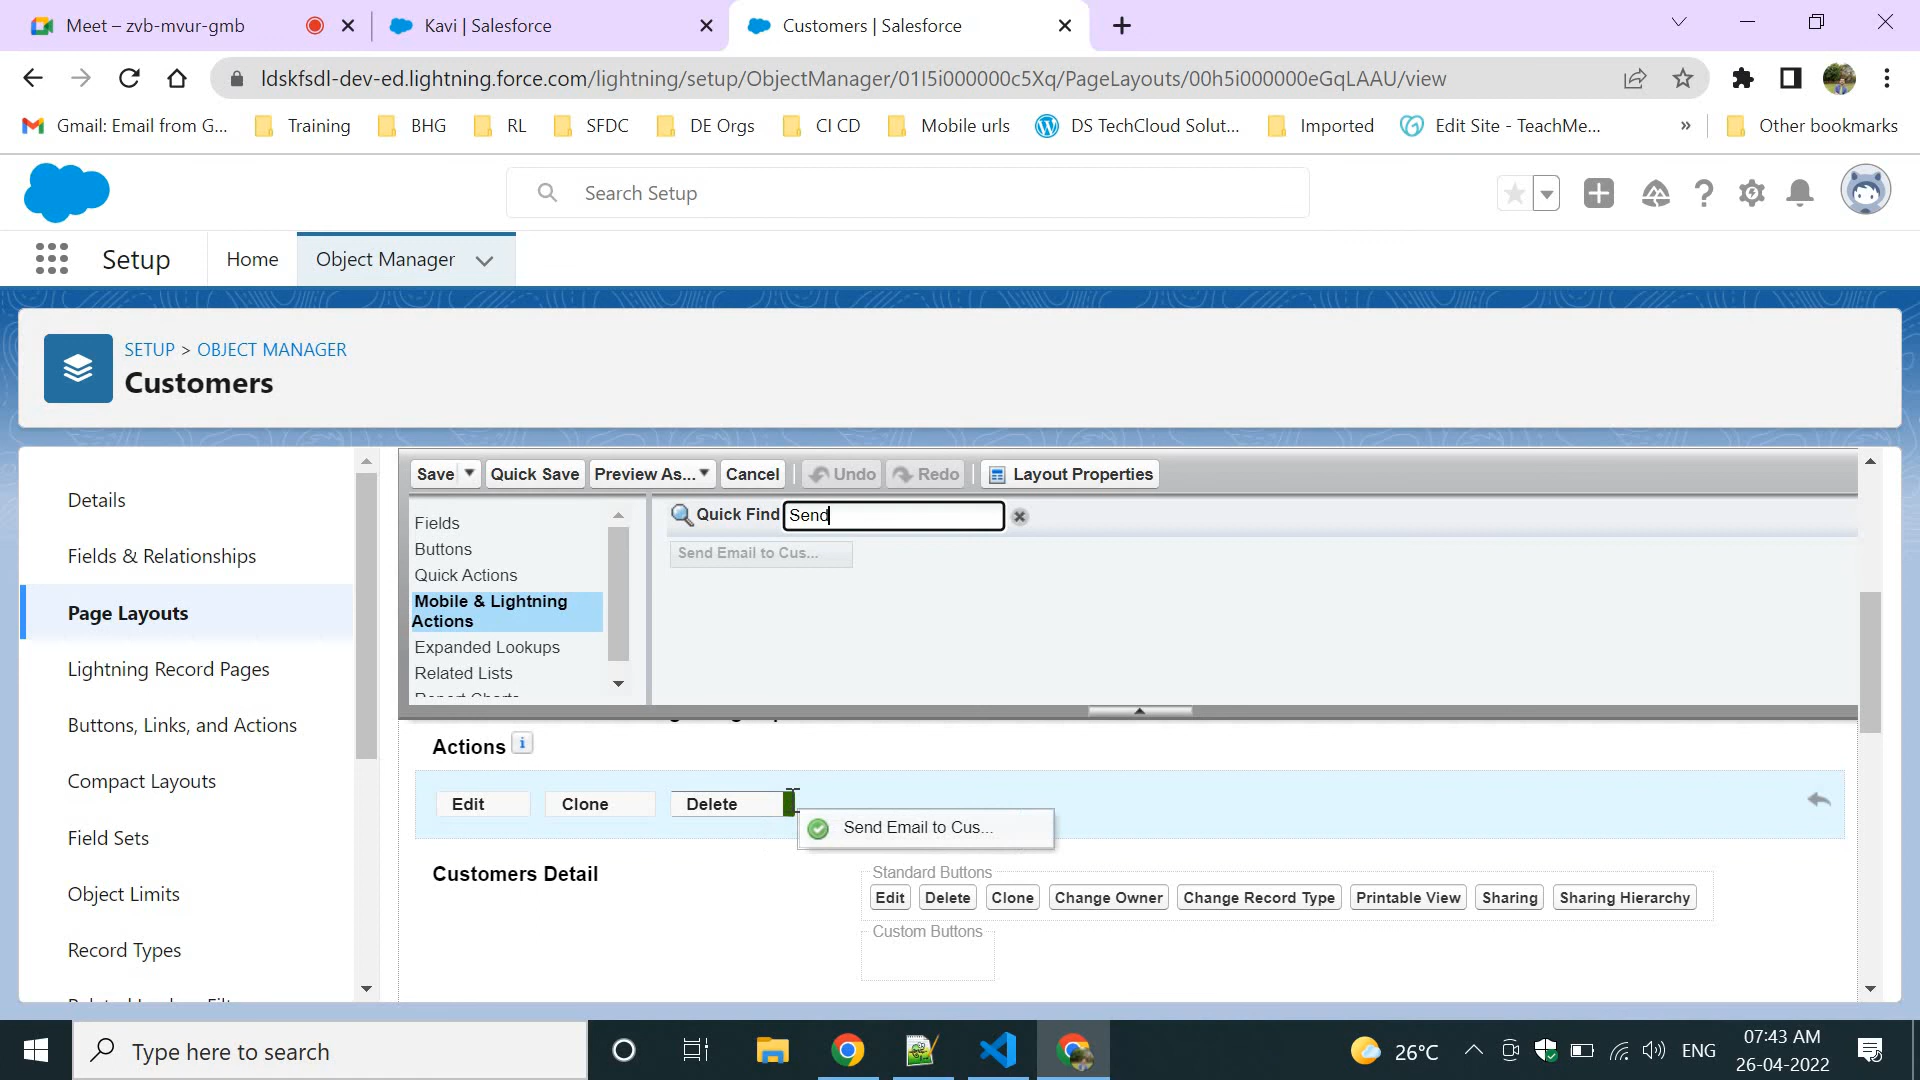 Meet – zvb-mvur-gmb
Kavi | Salesforce
Customers | Salesforce
ldskfsdl-dev-ed.lightning.force.com/lightning/setup/ObjectManager/01I5i000000c5Xq/PageLayouts/00h5i000000eGqLAAU/view
Gmail: Email from G...
Training
BHG
RL
SFDC
DE Orgs
CI CD
Mobile urls
DS TechCloud Solut...
Imported
Edit Site - TeachMe...
»
Other bookmarks
Search Setup
Setup
Home
Object Manager
SETUP > OBJECT MANAGER
Customers
Details
Fields & Relationships
Page Layouts
Lightning Record Pages
Buttons, Links, and Actions
Compact Layouts
Field Sets
Object Limits
Record Types
Save
Quick Save
Preview As...
Cancel
Undo
Redo
Layout Properties
Fields
Buttons
Quick Actions
Mobile & Lightning
Actions
Expanded Lookups
Related Lists
Report Charts
Quick Find
Send
Send Email to Cus...
Actions
Edit
Clone
Delete
Send Email to Cus...
Customers Detail
Standard Buttons
Edit
Delete
Clone
Change Owner
Change Record Type
Printable View
Sharing
Sharing Hierarchy
Custom Buttons
Type here to search
26°C
ENG
07:43 AM
26-04-2022